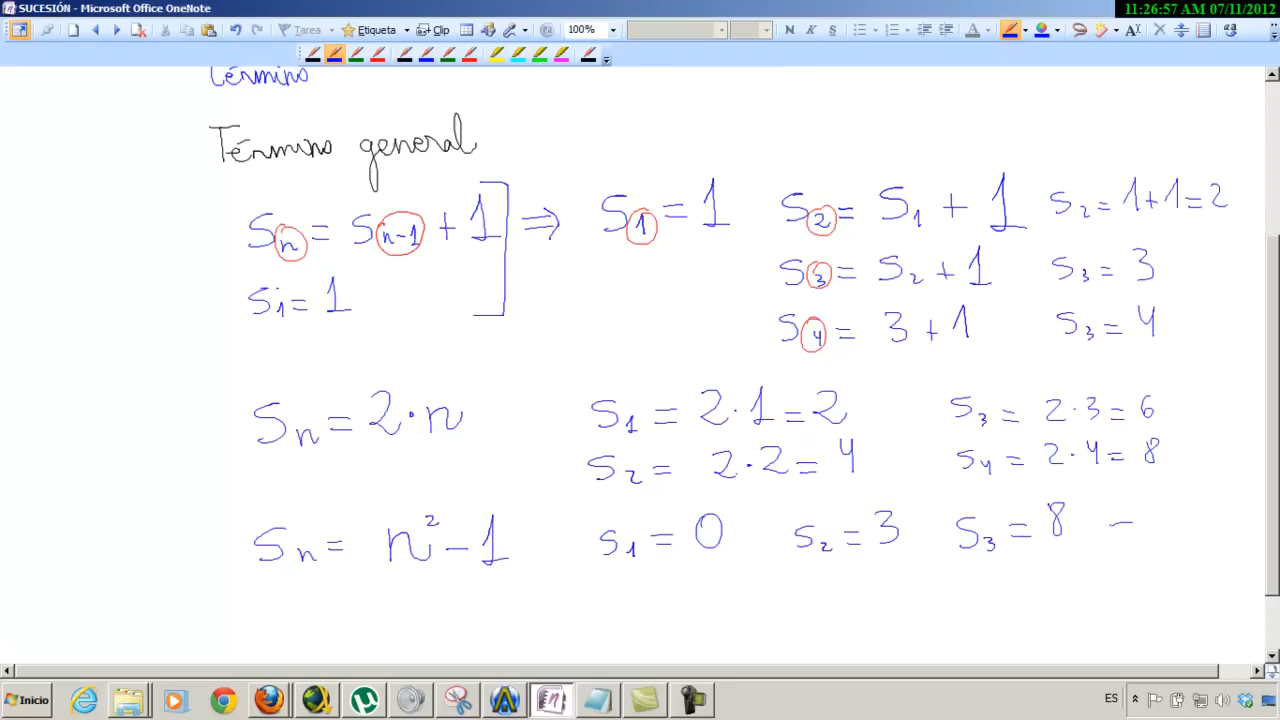 SUCESIÓN - Microsoft Office OneNote
11:26:57 AM 07/11/2012
Tarea Etiqueta Clip 100% N K S
término
Término general
Sₙ = Sₙ₋₁ + 1 ⇒ S₁ = 1 S₂ = S₁ + 1 S₂ = 1+1 = 2
S₁ = 1 S₃ = S₂ + 1 S₃ = 3
S₄ = 3 + 1 S₃ = 4
Sₙ = 2·n S₁ = 2·1 = 2 S₃ = 2·3 = 6
S₂ = 2·2 = 4 S₄ = 2·4 = 8
Sₙ = n² - 1 S₁ = 0 S₂ = 3 S₃ = 8 -
Inicio ES